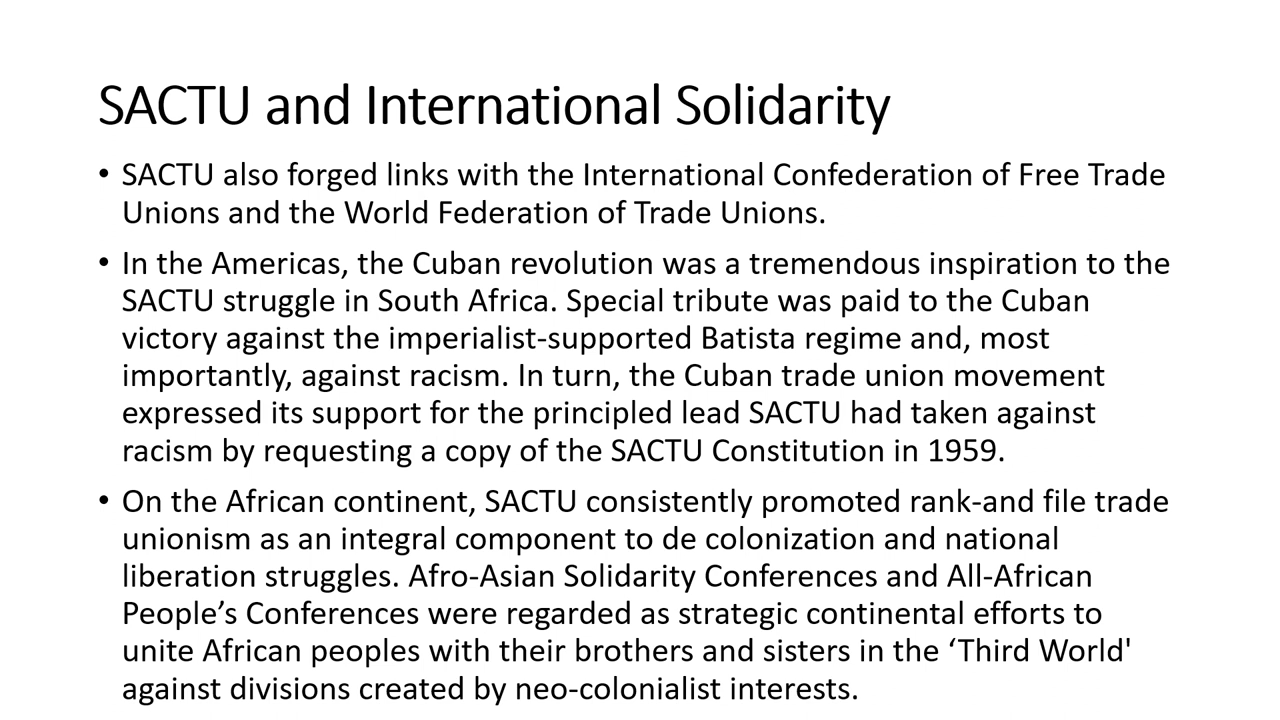 SACTU and International Solidarity
• SACTU also forged links with the International Confederation of Free Trade
Unions and the World Federation of Trade Unions.
• In the Americas, the Cuban revolution was a tremendous inspiration to the
SACTU struggle in South Africa. Special tribute was paid to the Cuban
victory against the imperialist-supported Batista regime and, most
importantly, against racism. In turn, the Cuban trade union movement
expressed its support for the principled lead SACTU had taken against
racism by requesting a copy of the SACTU Constitution in 1959.
• On the African continent, SACTU consistently promoted rank-and file trade
unionism as an integral component to de colonization and national
liberation struggles. Afro-Asian Solidarity Conferences and All-African
People’s Conferences were regarded as strategic continental efforts to
unite African peoples with their brothers and sisters in the ‘Third World'
against divisions created by neo-colonialist interests.